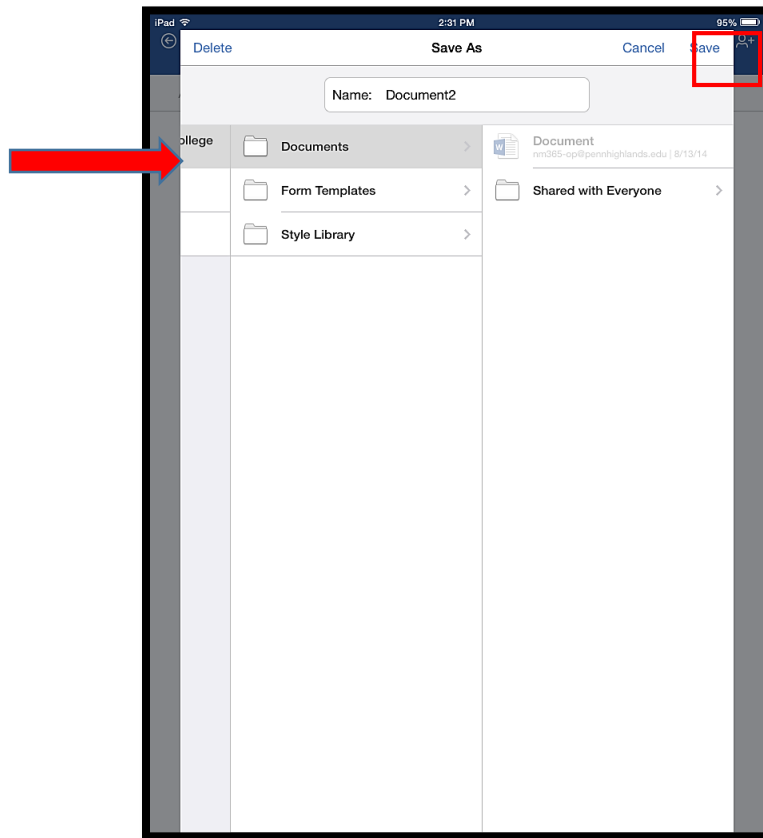 iPad 2:31 PM 95%
Delete Save As Cancel Save
Name: Document2
ollege
Documents
Form Templates
Style Library
Document
nm365-op@pennhighlands.edu | 8/13/14
Shared with Everyone